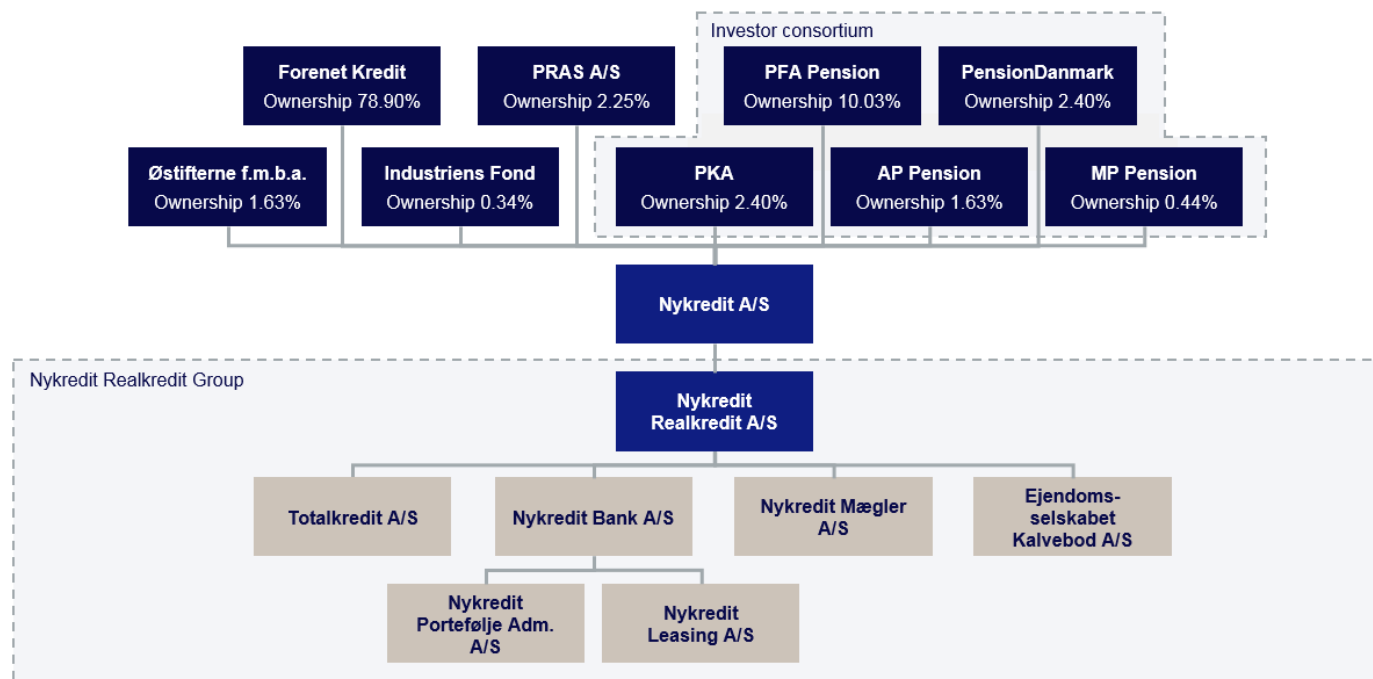 Investor consortium
Forenet Kredit
Ownership 78.90%
PRAS A/S
Ownership 2.25%
PFA Pension
Ownership 10.03%
PensionDanmark
Ownership 2.40%
Østifterne f.m.b.a.
Ownership 1.63%
Industriens Fond
Ownership 0.34%
PKA
Ownership 2.40%
AP Pension
Ownership 1.63%
MP Pension
Ownership 0.44%
Nykredit A/S
Nykredit Realkredit Group
Nykredit
Realkredit A/S
Totalkredit A/S
Nykredit Bank A/S
Nykredit Mægler
A/S
Ejendoms-
selskabet
Kalvebod A/S
Nykredit
Portefølje Adm.
A/S
Nykredit
Leasing A/S